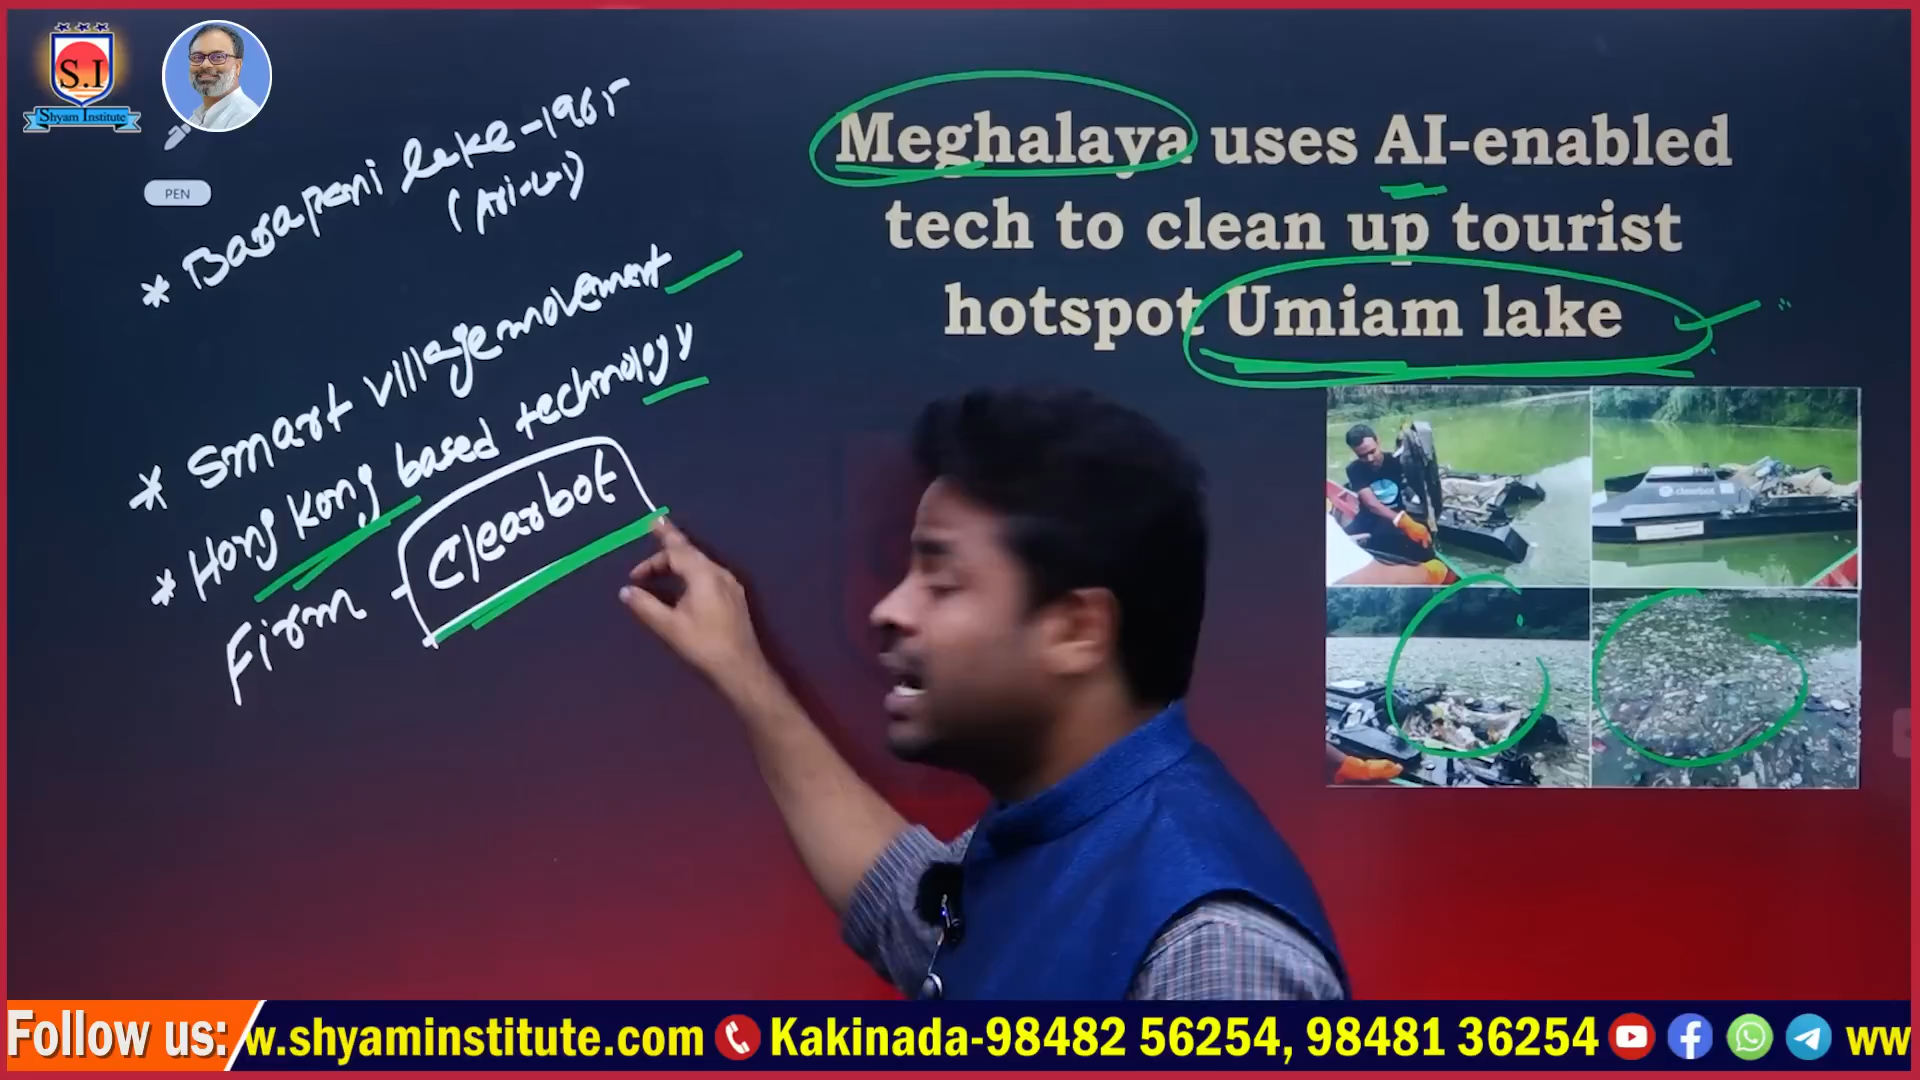 S.I
Shyam Institute
PEN
* Barapani lake-1965
* Smart Village movement
* Hong Kong based technology
Firm - Clearbot
Meghalaya uses AI-enabled
tech to clean up tourist
hotspot Umiam lake
clearbot
Follow us:
w.shyaminstitute.com
Kakinada-98482 56254, 98481 36254
ww